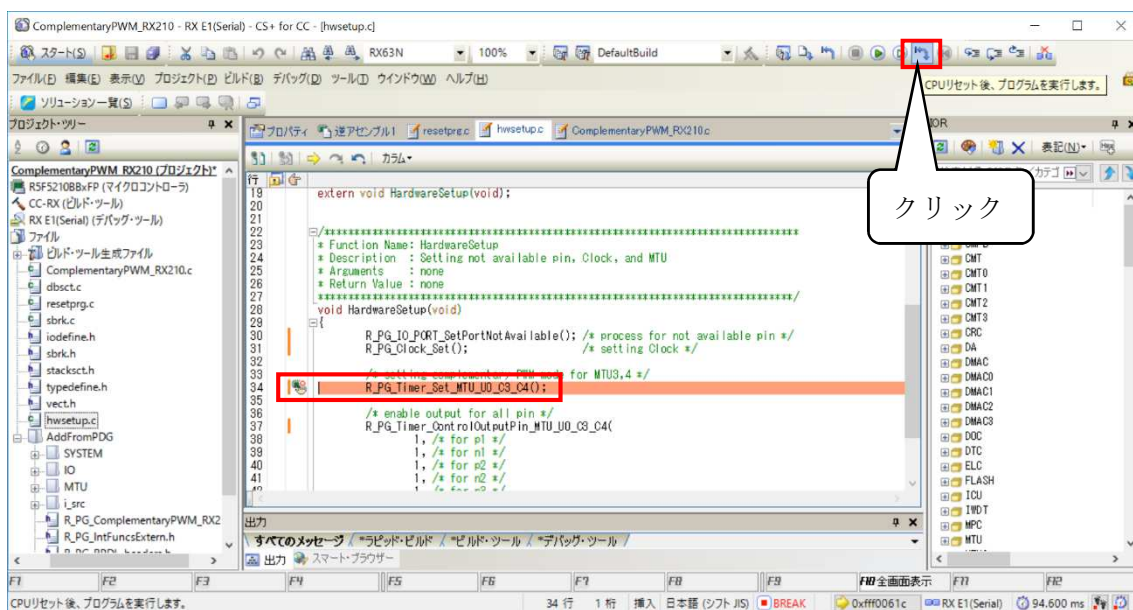 ComplementaryPWM_RX210 - RX E1(Serial) - CS+ for CC - [hwsetup.c]
スタート(S)
RX63N
100%
DefaultBuild
ファイル(F) 編集(E) 表示(V) プロジェクト(P) ビルド(B) デバッグ(D) ツール(T) ウインドウ(W) ヘルプ(H)
CPUリセット後、プログラムを実行します。
ソリューション一覧(S)
プロジェクト・ツリー
プロパティ 逆アセンブル1 resetprg.c hwsetup.c ComplementaryPWM_RX210.c
IOR
表記(N)
カラム
ComplementaryPWM_RX210 (プロジェクト)*
R5F5210BBxFP (マイクロコントローラ)
CC-RX (ビルド・ツール)
RX E1(Serial) (デバッグ・ツール)
ファイル
ビルド・ツール生成ファイル
ComplementaryPWM_RX210.c
dbsct.c
resetprg.c
sbrk.c
iodefine.h
sbrk.h
stacksct.h
typedefine.h
vect.h
hwsetup.c
AddFromPDG
SYSTEM
IO
MTU
i_src
R_PG_ComplementaryPWM_RX2
R_PG_IntFuncsExtern.h
行
19 extern void HardwareSetup(void);
20
21
22 /***************************************************************************
23 * Function Name: HardwareSetup
24 * Description : Setting not available pin, Clock, and MTU
25 * Arguments : none
26 * Return Value : none
27 ***************************************************************************/
28 void HardwareSetup(void)
29 {
30 R_PG_IO_PORT_SetPortNotAvailable(); /* process for not available pin */
31 R_PG_Clock_Set(); /* setting Clock */
32
33 /* setting complementary PWM mode for MTU3,4 */
34 R_PG_Timer_Set_MTU_U0_C3_C4();
35
36 /* enable output for all pin */
37 R_PG_Timer_ControlOutputPin_MTU_U0_C3_C4(
38 1, /* for p1 */
39 1, /* for n1 */
40 1, /* for p2 */
41 1, /* for n2 */
クリック
カテゴ
CMT
CMT0
CMT1
CMT2
CMT3
CRC
DA
DMAC
DMAC0
DMAC1
DMAC2
DMAC3
DOC
DTC
ELC
FLASH
ICU
IWDT
MPC
MTU
出力
すべてのメッセージ *ラピッド・ビルド *ビルド・ツール *デバッグ・ツール
出力 スマート・ブラウザー
F1 F2 F3 F4 F5 F6 F7 F8 F9 F10 全画面表示 F11 F12
CPUリセット後、プログラムを実行します。
34 行 1 桁 挿入 日本語 (シフト JIS) BREAK 0xfff0061c RX E1(Serial) 94.600 ms